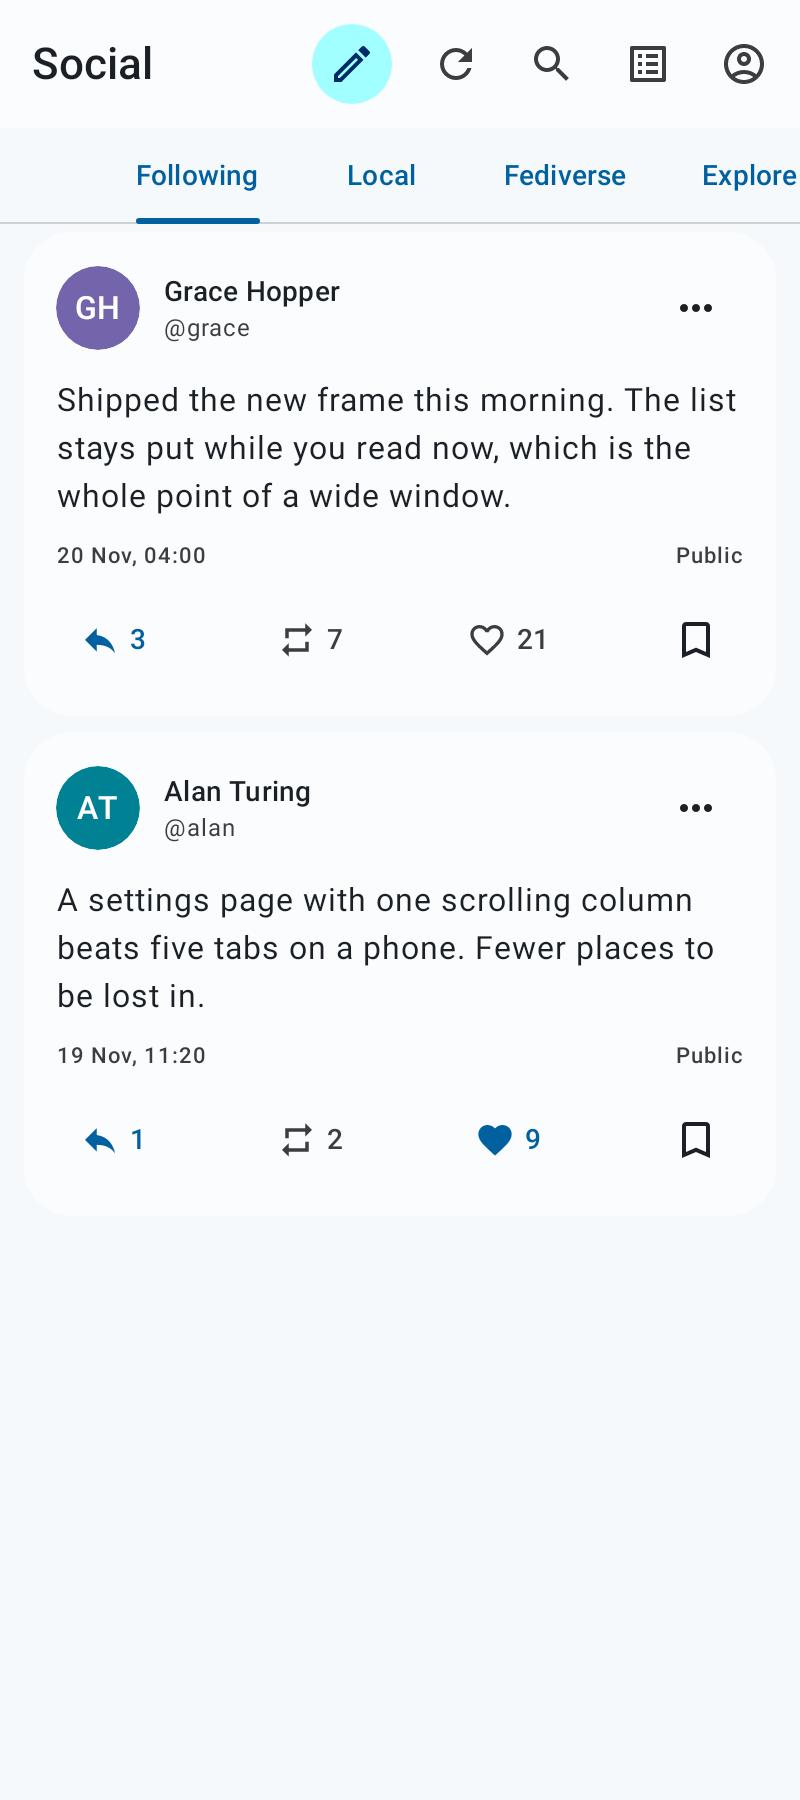 Social
Following Local Fediverse Explore
GH
Grace Hopper
@grace
Shipped the new frame this morning. The list
stays put while you read now, which is the
whole point of a wide window.
20 Nov, 04:00 Public
3 7 21
AT
Alan Turing
@alan
A settings page with one scrolling column
beats five tabs on a phone. Fewer places to
be lost in.
19 Nov, 11:20 Public
1 2 9